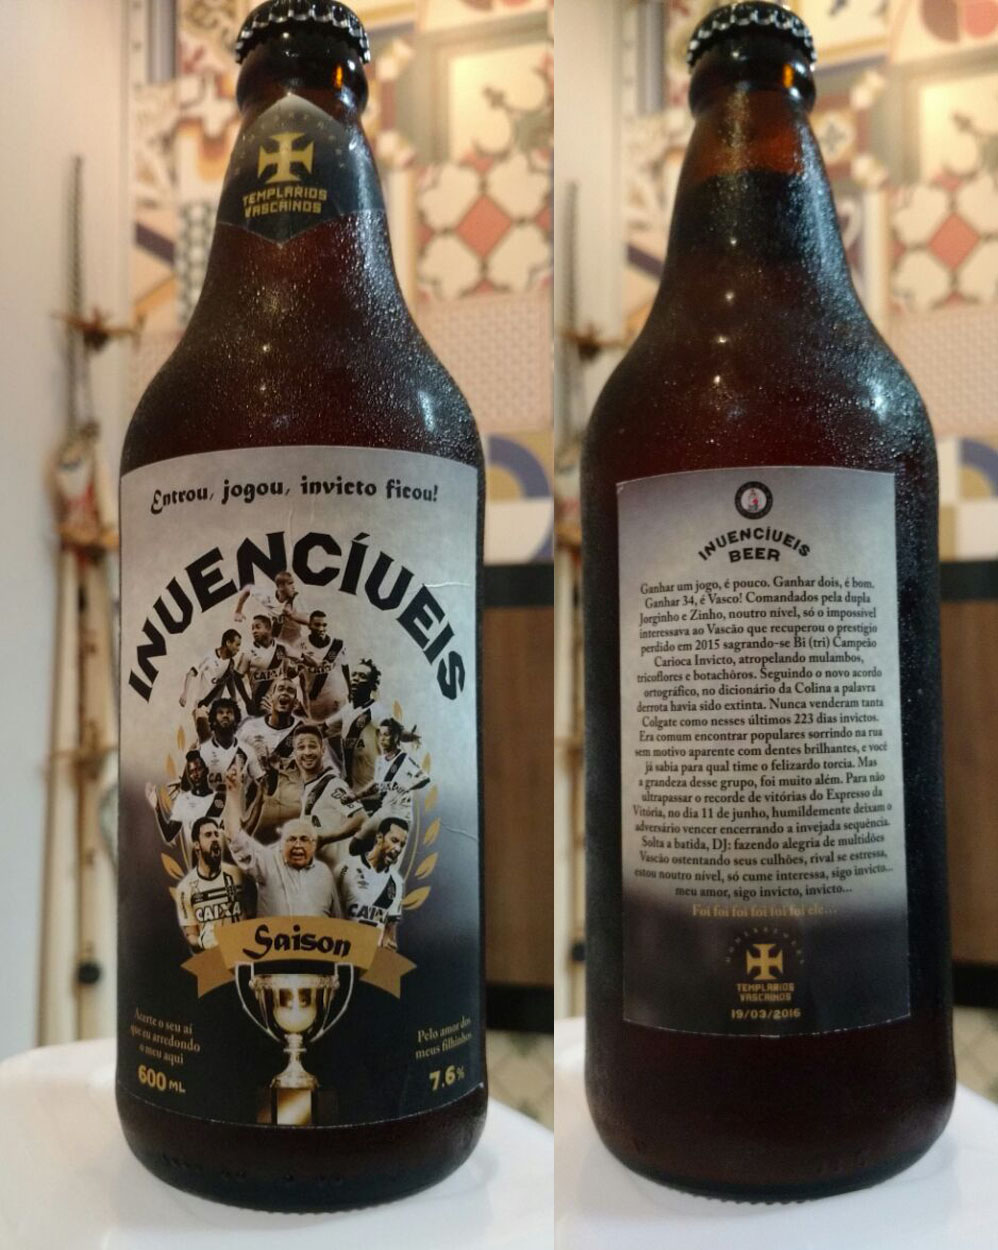 TEMPLARIOS
VASCAINOS
Entrou, jogou, invicto ficou!
INVENCÍVEIS
CAIXA
CAIXA
Saison
Acerte o seu aí
que eu arredondo
o meu aqui
600 ML
Pelo amor dos
meus filhinhos
7.6%
INVENCÍVEIS
BEER
Ganhar um jogo, é pouco. Ganhar dois, é bom.
Ganhar 34, é Vasco! Comandados pela dupla
Jorginho e Zinho, noutro nível, só o impossível
interessava ao Vascão que recuperou o prestigio
perdido em 2015 sagrando-se Bi (tri) Campeão
Carioca Invicto, atropelando mulambos,
tricoflores e botachôros. Seguindo o novo acordo
ortográfico, no dicionário da Colina a palavra
derrota havia sido extinta. Nunca venderam tanta
Colgate como nesses últimos 223 dias invictos.
Era comum encontrar populares sorrindo na rua
sem motivo aparente com dentes brilhantes, e você
já sabia para qual time o felizardo torcia. Mas
a grandeza desse grupo, foi muito além. Para não
ultrapassar o recorde de vitórias do Expresso da
Vitória, no dia 11 de junho, humildemente deixam o
adversário vencer encerrando a invejada sequência.
Solta a batida, DJ: fazendo alegria de multidões
Vascão ostentando seus culhões, rival se estressa,
estou noutro nível, só cume interessa, sigo invicto...
meu amor, sigo invicto, invicto...
Foi foi foi foi foi foi ele...
TEMPLARIOS
VASCAINOS
19/03/2016